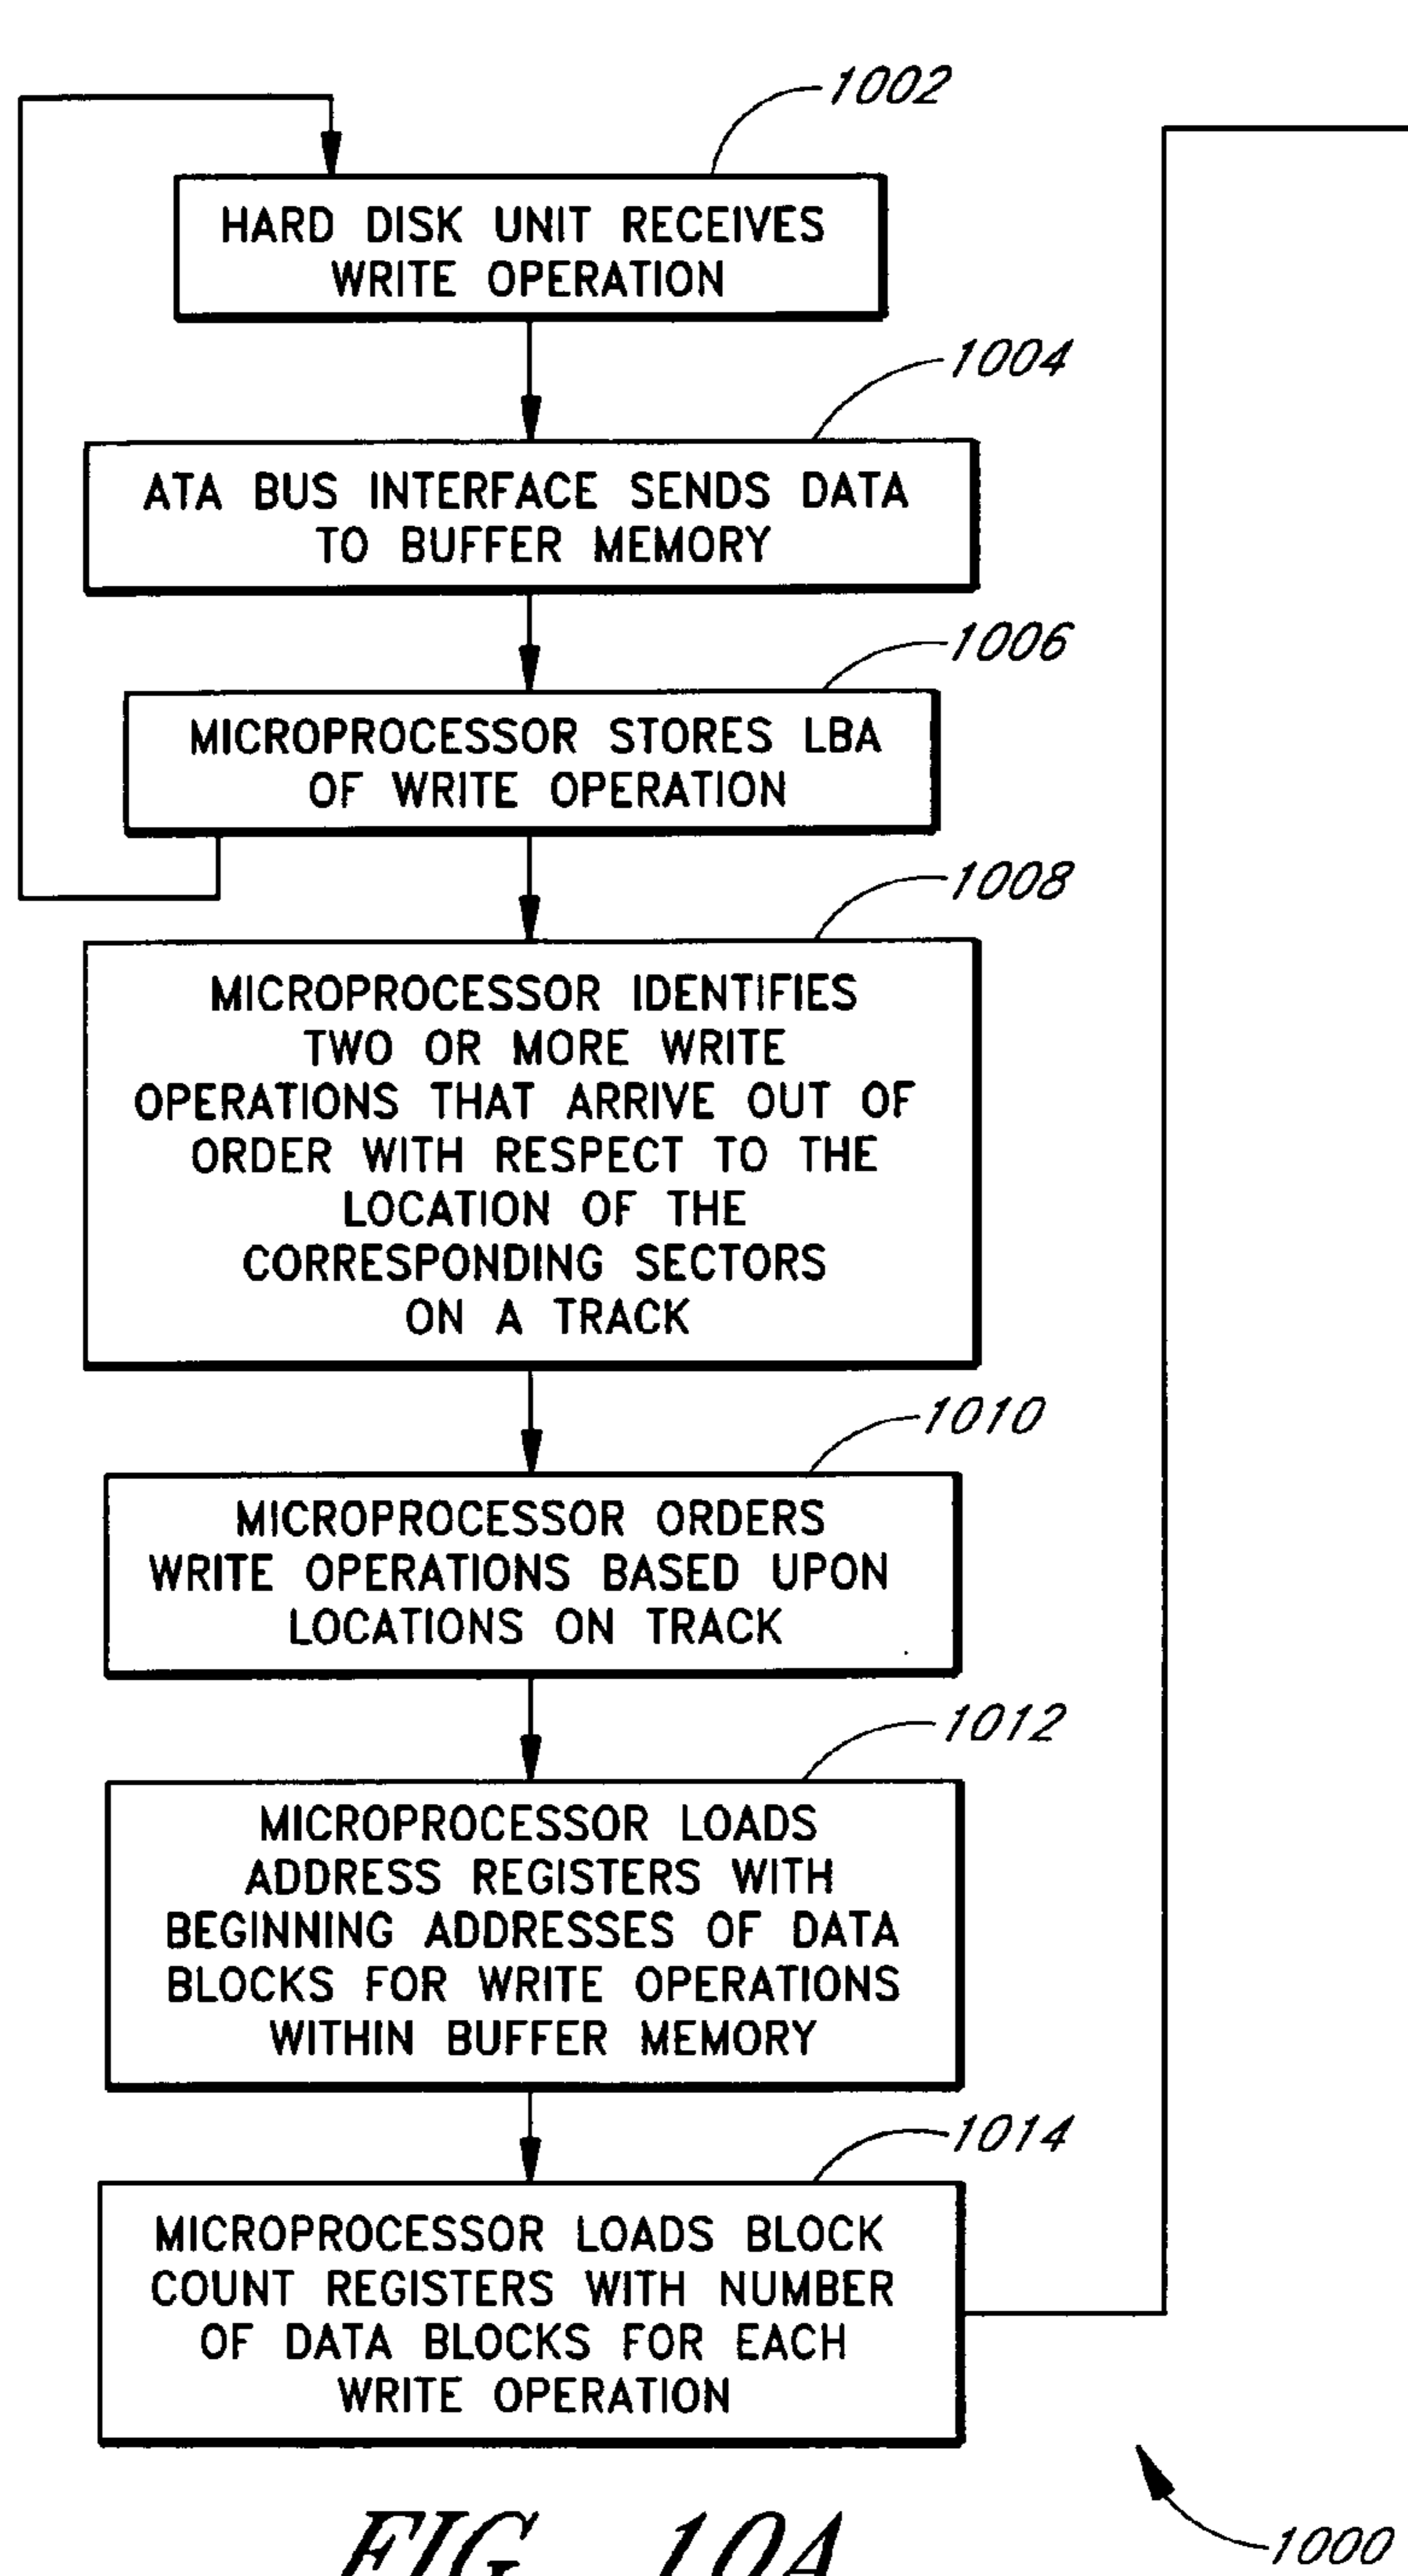 1002
HARD DISK UNIT RECEIVES
WRITE OPERATION
1004
ATA BUS INTERFACE SENDS DATA
TO BUFFER MEMORY
1006
MICROPROCESSOR STORES LBA
OF WRITE OPERATION
1008
MICROPROCESSOR IDENTIFIES
TWO OR MORE WRITE
OPERATIONS THAT ARRIVE OUT OF
ORDER WITH RESPECT TO THE
LOCATION OF THE
CORRESPONDING SECTORS
ON A TRACK
1010
MICROPROCESSOR ORDERS
WRITE OPERATIONS BASED UPON
LOCATIONS ON TRACK
1012
MICROPROCESSOR LOADS
ADDRESS REGISTERS WITH
BEGINNING ADDRESSES OF DATA
BLOCKS FOR WRITE OPERATIONS
WITHIN BUFFER MEMORY
1014
MICROPROCESSOR LOADS BLOCK
COUNT REGISTERS WITH NUMBER
OF DATA BLOCKS FOR EACH
WRITE OPERATION
1000
FIG. 10A